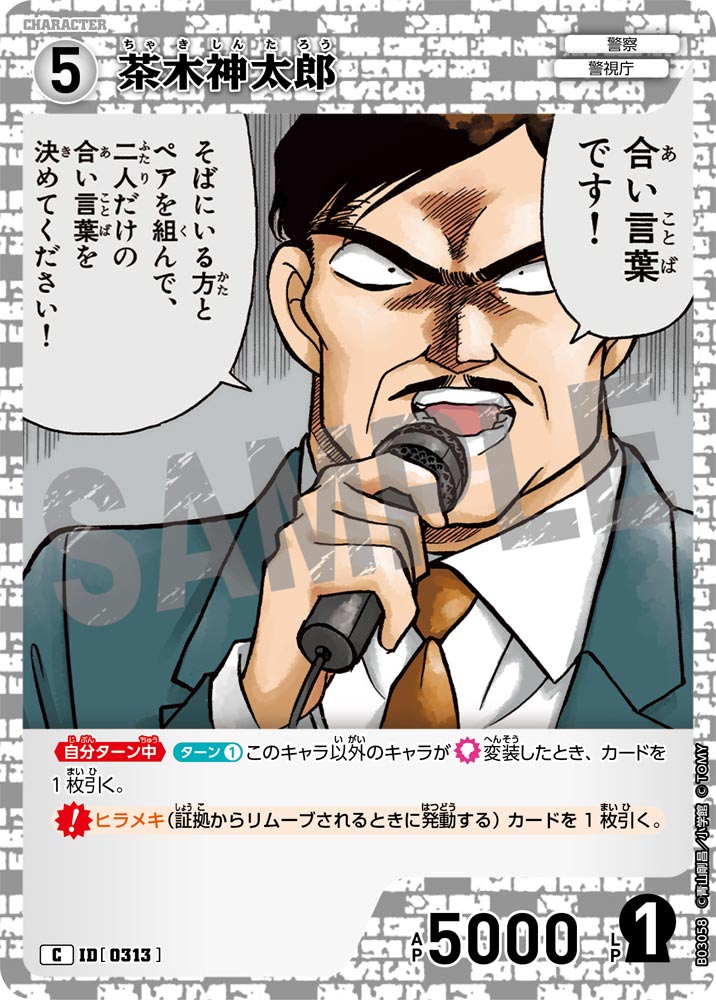 CHARACTER
5
ちゃきじんたろう
茶木神太郎
警察
警視庁
合い言葉
です！
そばにいる方と
ペアを組んで、
二人だけの
合い言葉を
決めてください！
SAMPLE
自分ターン中 ターン1 このキャラ以外のキャラが 変装したとき、カードを
1枚引く。
ヒラメキ(証拠からリムーブされるときに発動する) カードを1枚引く。
C ID[0313]
AP 5000
LP 1
B03058 ©青山剛昌／小学館 ©TOMY